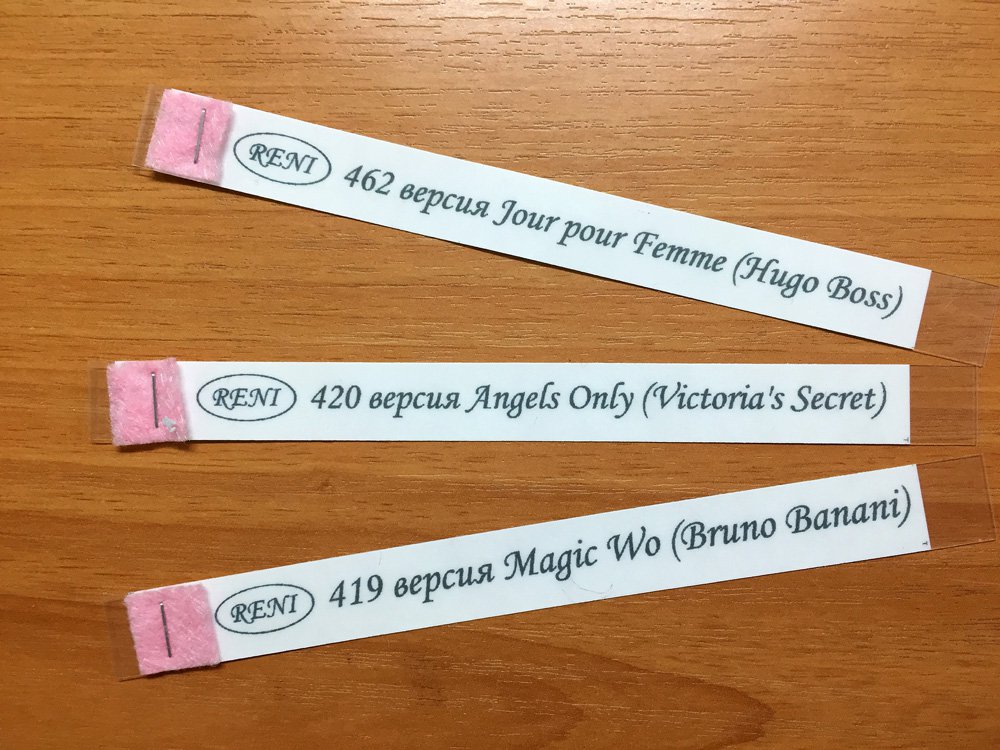 RENI 462 версия Jour pour Femme (Hugo Boss)
RENI 420 версия Angels Only (Victoria's Secret)
RENI 419 версия Magic Wo (Bruno Banani)